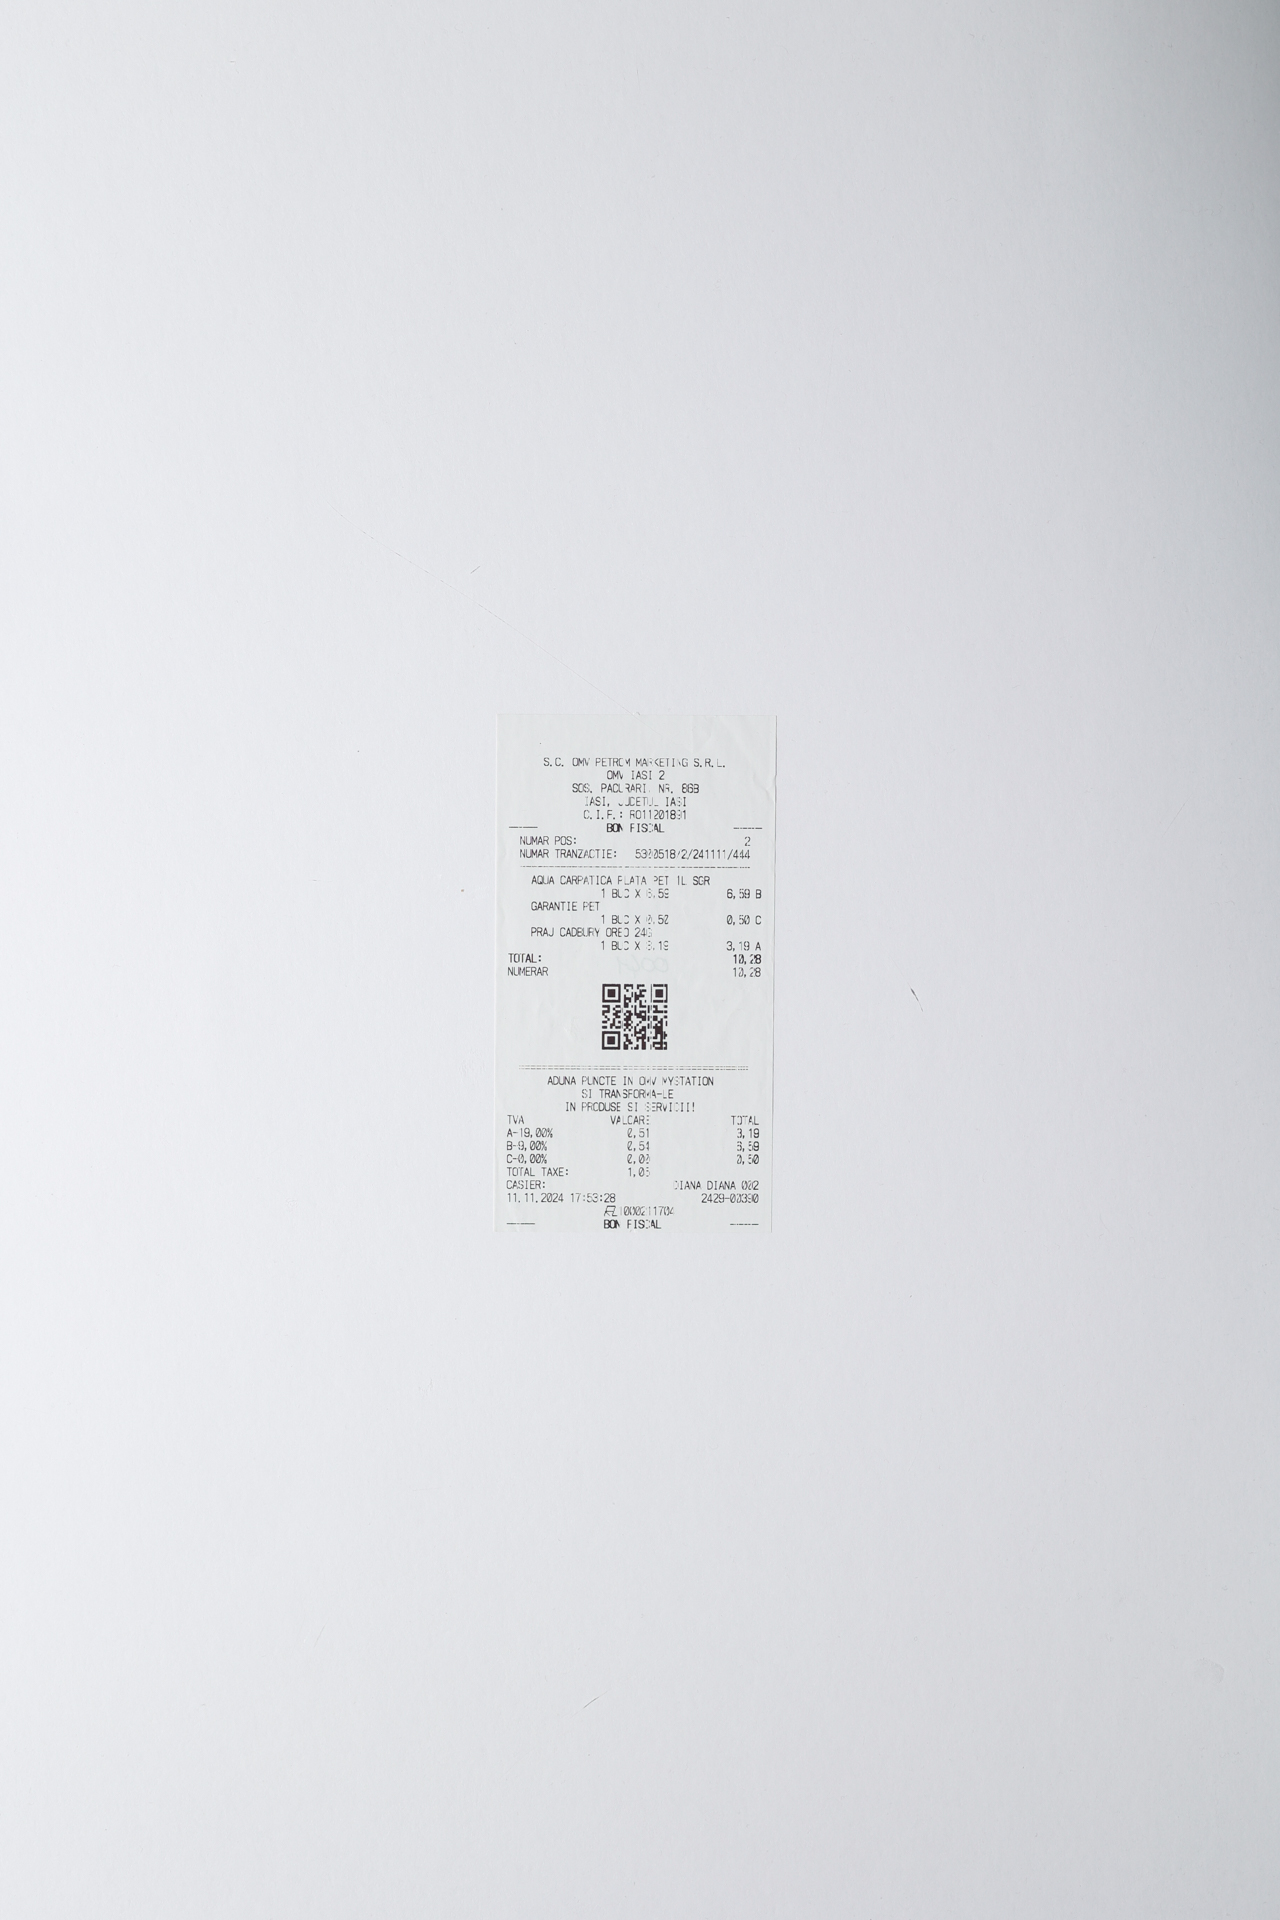 S.C. OMV PETROM MARKETING S.R.L.
OMV IASI 2
SOS. PACURARI NR. 86B
IASI, JUDETUL IASI
C.I.F.: RO11201891
BON FISCAL
NUMAR POS: 2
NUMAR TRANZACTIE: /2/241111/444
AQUA CARPATICA PLATA PET 1L SGR
1 BUC X 6,59 6,59 B
GARANTIE PET
1 BUC X 0,50 0,50 C
PRAJ CADBURY OREO 24G
1 BUC X 3,19 3,19 A
TOTAL: 10,28
NUMERAR 10,28
ADUNA PUNCTE IN OMV MYSTATION
SI TRANSFORMA-LE
IN PRODUSE SI SERVICII!
TVA VALOARE TOTAL
A-19,00% 0,51 3,19
B-9,00% 0,54 6,59
C-0,00% 0,00 0,50
TOTAL TAXE: 1,05
CASIER: DIANA DIANA 002
11.11.2024 17:53:28 2429-00390
BON FISCAL